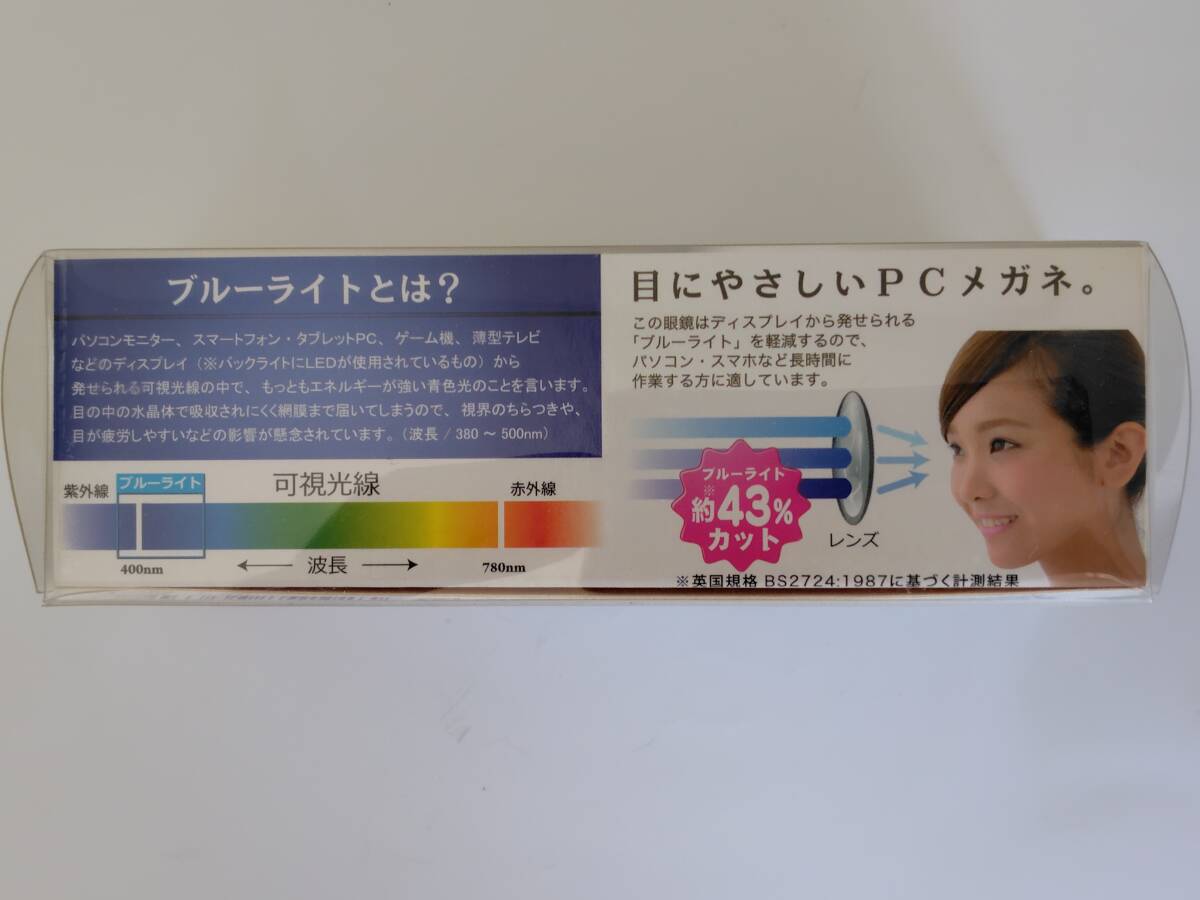 ブルーライトとは？
パソコンモニター、スマートフォン・タブレットPC、ゲーム機、薄型テレビ
などのディスプレイ（※バックライトにLEDが使用されているもの）から
発せられる可視光線の中で、もっともエネルギーが強い青色光のことを言います。
目の中の水晶体で吸収されにくく網膜まで届いてしまうので、視界のちらつきや、
目が疲労しやすいなどの影響が懸念されています。（波長 / 380 ～ 500nm）
紫外線
ブルーライト
可視光線
赤外線
400nm
波長
780nm
目にやさしいPCメガネ。
この眼鏡はディスプレイから発せられる
「ブルーライト」を軽減するので、
パソコン・スマホなど長時間に
作業する方に適しています。
ブルーライト
※
約43%
カット
レンズ
※英国規格 BS2724:1987に基づく計測結果